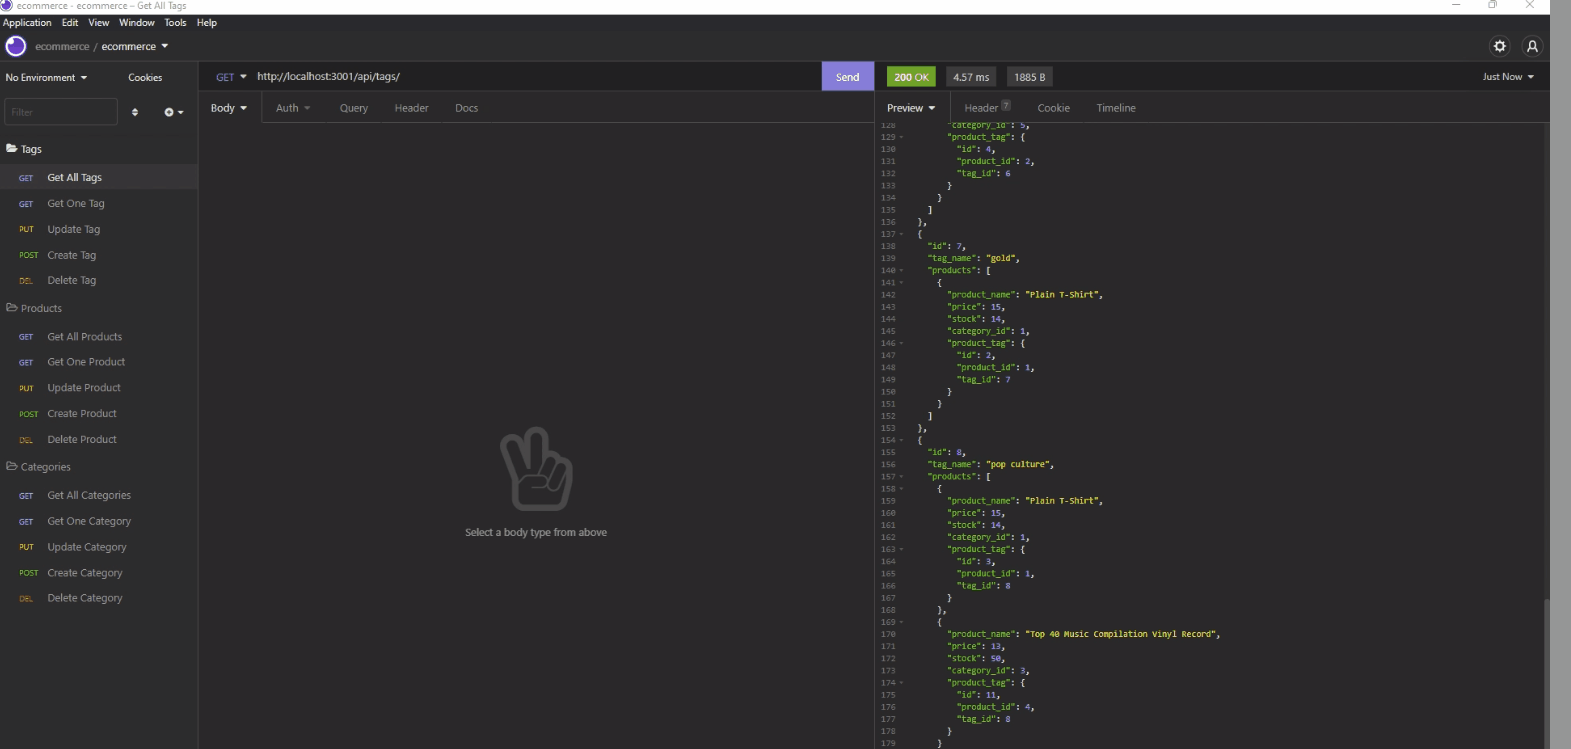 ecommerce - ecommerce – Get All Tags
Application Edit View Window Tools Help
ecommerce / ecommerce
No Environment Cookies
GET http://localhost:3001/api/tags/ Send
200 OK 4.57 ms 1885 B Just Now
Filter
Body Auth Query Header Docs
Preview Header 7 Cookie Timeline
Tags
GET Get All Tags
GET Get One Tag
PUT Update Tag
POST Create Tag
DEL Delete Tag
Products
GET Get All Products
GET Get One Product
PUT Update Product
POST Create Product
DEL Delete Product
Categories
GET Get All Categories
GET Get One Category
PUT Update Category
POST Create Category
DEL Delete Category
Select a body type from above
128 "category_id": 5,
129 "product_tag": {
130 "id": 4,
131 "product_id": 2,
132 "tag_id": 6
133 }
134 }
135 ]
136 },
137 {
138 "id": 7,
139 "tag_name": "gold",
140 "products": [
141 {
142 "product_name": "Plain T-Shirt",
143 "price": 15,
144 "stock": 14,
145 "category_id": 1,
146 "product_tag": {
147 "id": 2,
148 "product_id": 1,
149 "tag_id": 7
150 }
151 }
152 ]
153 },
154 {
155 "id": 8,
156 "tag_name": "pop culture",
157 "products": [
158 {
159 "product_name": "Plain T-Shirt",
160 "price": 15,
161 "stock": 14,
162 "category_id": 1,
163 "product_tag": {
164 "id": 3,
165 "product_id": 1,
166 "tag_id": 8
167 }
168 },
169 {
170 "product_name": "Top 40 Music Compilation Vinyl Record",
171 "price": 13,
172 "stock": 50,
173 "category_id": 3,
174 "product_tag": {
175 "id": 11,
176 "product_id": 4,
177 "tag_id": 8
178 }
179 }